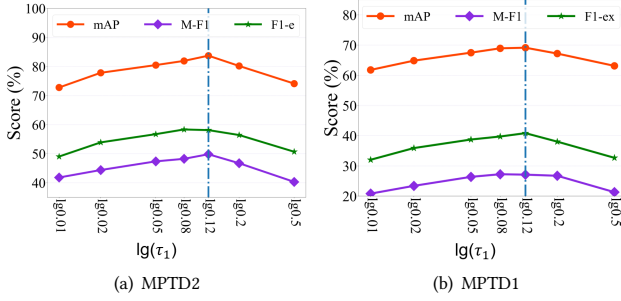 100
mAP M-F1 F1-e
90
80
70
60
50
40
Score (%)
lg0.01 lg0.02 lg0.05 lg0.08 lg0.12 lg0.2 lg0.5
lg(τ1)
(a) MPTD2
80
mAP M-F1 F1-ex
70
60
50
40
30
20
Score (%)
lg0.01 lg0.02 lg0.05 lg0.08 lg0.12 lg0.2 lg0.5
lg(τ1)
(b) MPTD1